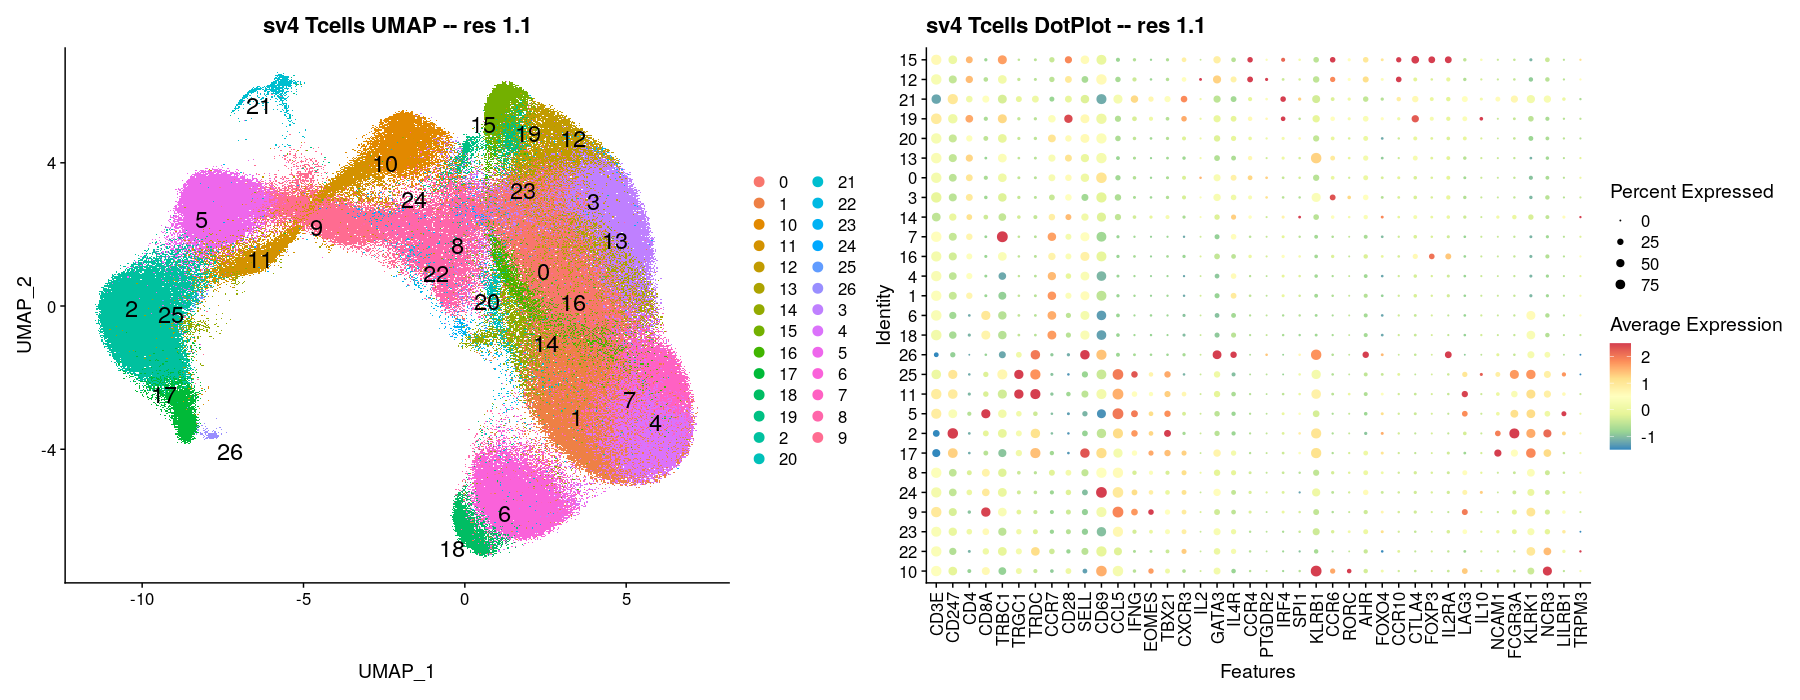 sv4 Tcells UMAP -- res 1.1
UMAP_2
4
0
-4
-10
-5
0
5
UMAP_1
21
15
19
12
10
24
23
3
5
9
13
8
11
22
0
20
16
2
25
14
17
7
1
4
26
6
18
0
1
10
11
12
13
14
15
16
17
18
19
2
20
21
22
23
24
25
26
3
4
5
6
7
8
9
sv4 Tcells DotPlot -- res 1.1
Identity
15
12
21
19
20
13
0
3
14
7
16
4
1
6
18
26
25
11
5
2
17
8
24
9
23
22
10
CD3E
CD247
CD4
CD8A
TRBC1
TRGC1
TRDC
CCR7
CD28
SELL
CD69
CCL5
IFNG
EOMES
TBX21
CXCR3
IL2
GATA3
IL4R
CCR4
PTGDR2
IRF4
SPI1
KLRB1
CCR6
RORC
AHR
FOXO4
CCR10
CTLA4
FOXP3
IL2RA
LAG3
IL10
NCAM1
FCGR3A
KLRK1
NCR3
LILRB1
TRPM3
Features
Percent Expressed
0
25
50
75
Average Expression
2
1
0
-1